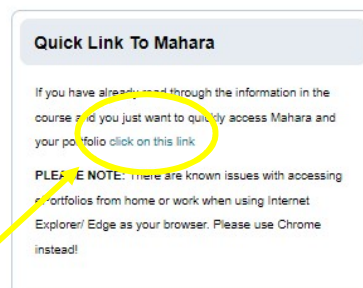 Quick Link To Mahara
If you have already read through the information in the
course and you just want to quickly access Mahara and
your portfolio click on this link
PLEASE NOTE: There are known issues with accessing
ePortfolios from home or work when using Internet
Explorer/ Edge as your browser. Please use Chrome
instead!